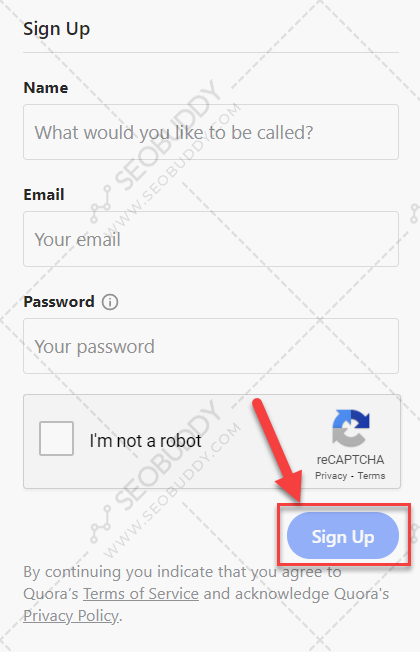 Sign Up
Name
What would you like to be called?
Email
Your email
Password
Your password
I'm not a robot
reCAPTCHA
Privacy - Terms
Sign Up
By continuing you indicate that you agree to
Quora's Terms of Service and acknowledge Quora's
Privacy Policy.
SEOBUDDY
WWW.SEOBUDDY.COM
SEOBUDDY
WWW.SEOBUDDY.COM